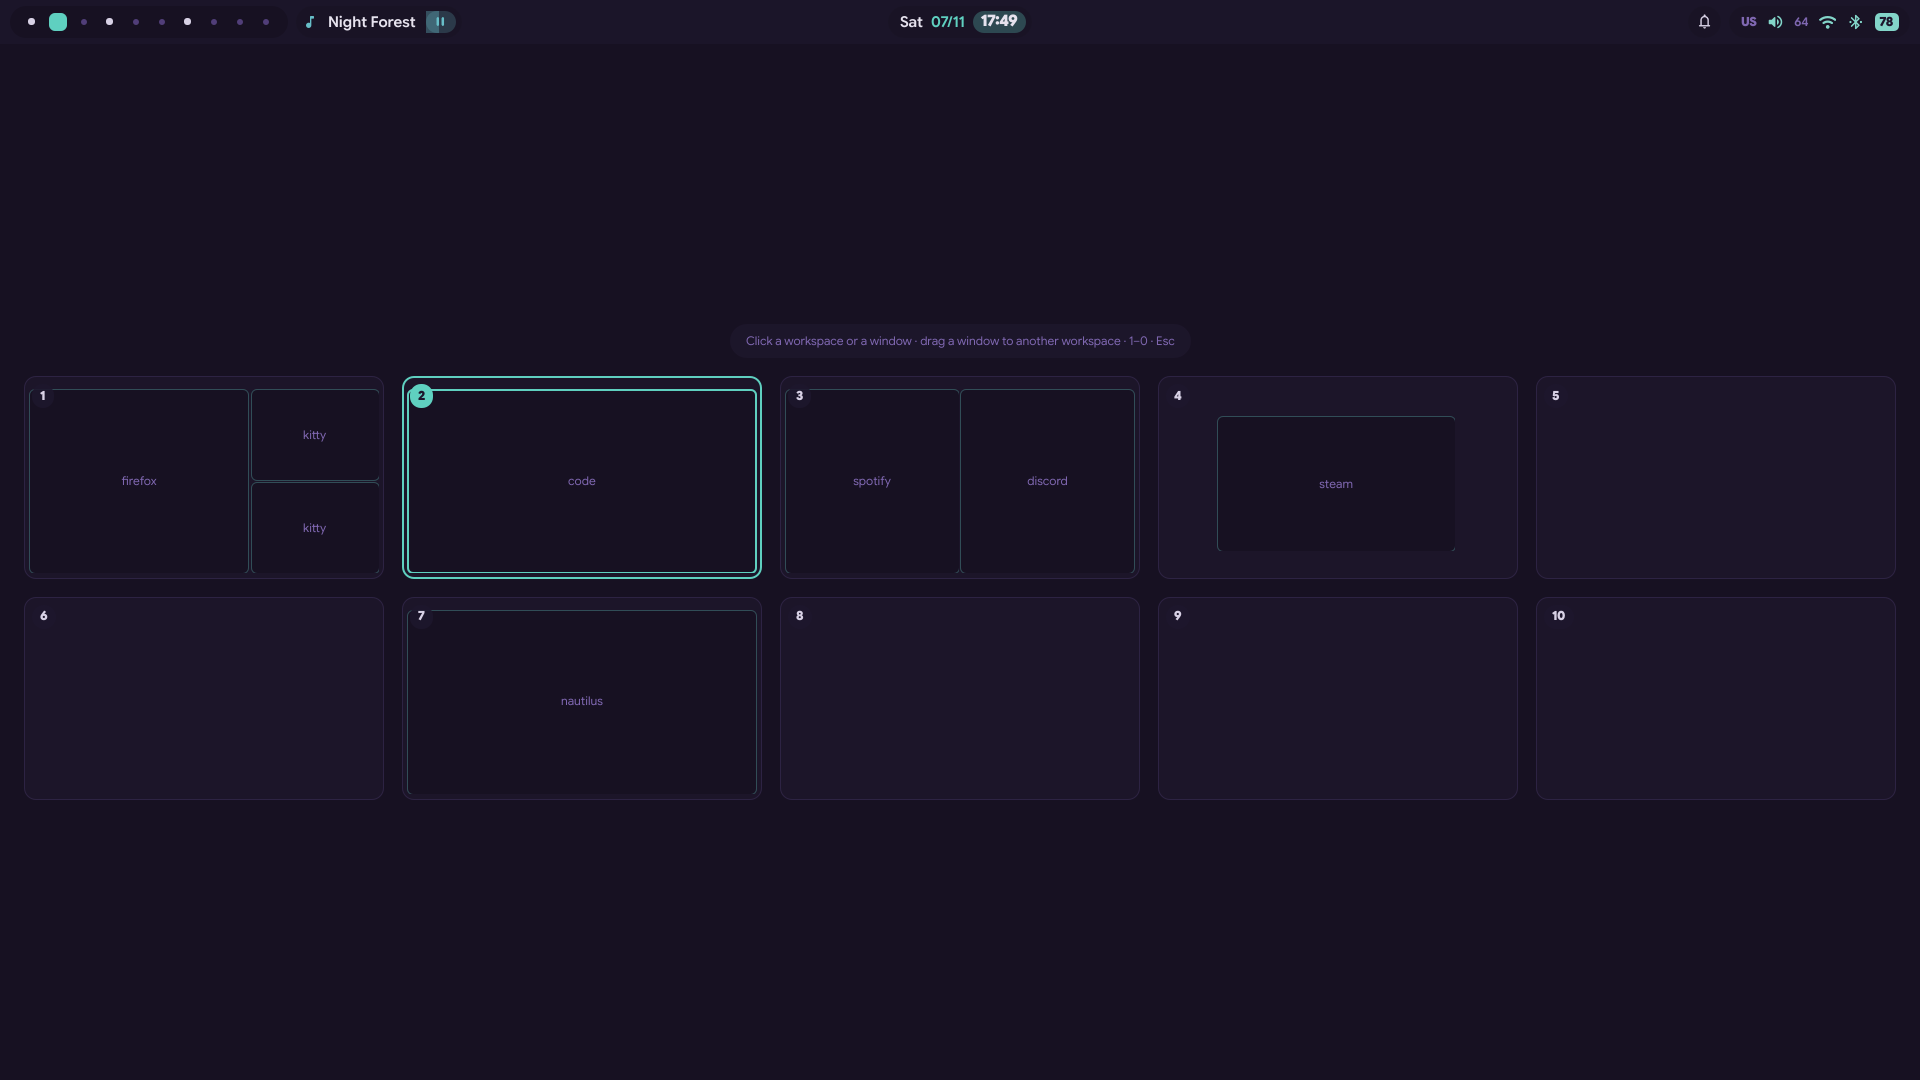 Night Forest
Sat 07/11 17:49
US 64 78
Click a workspace or a window · drag a window to another workspace · 1–0 · Esc
1
firefox
kitty
kitty
2
code
3
spotify
discord
4
steam
5
6
7
nautilus
8
9
10